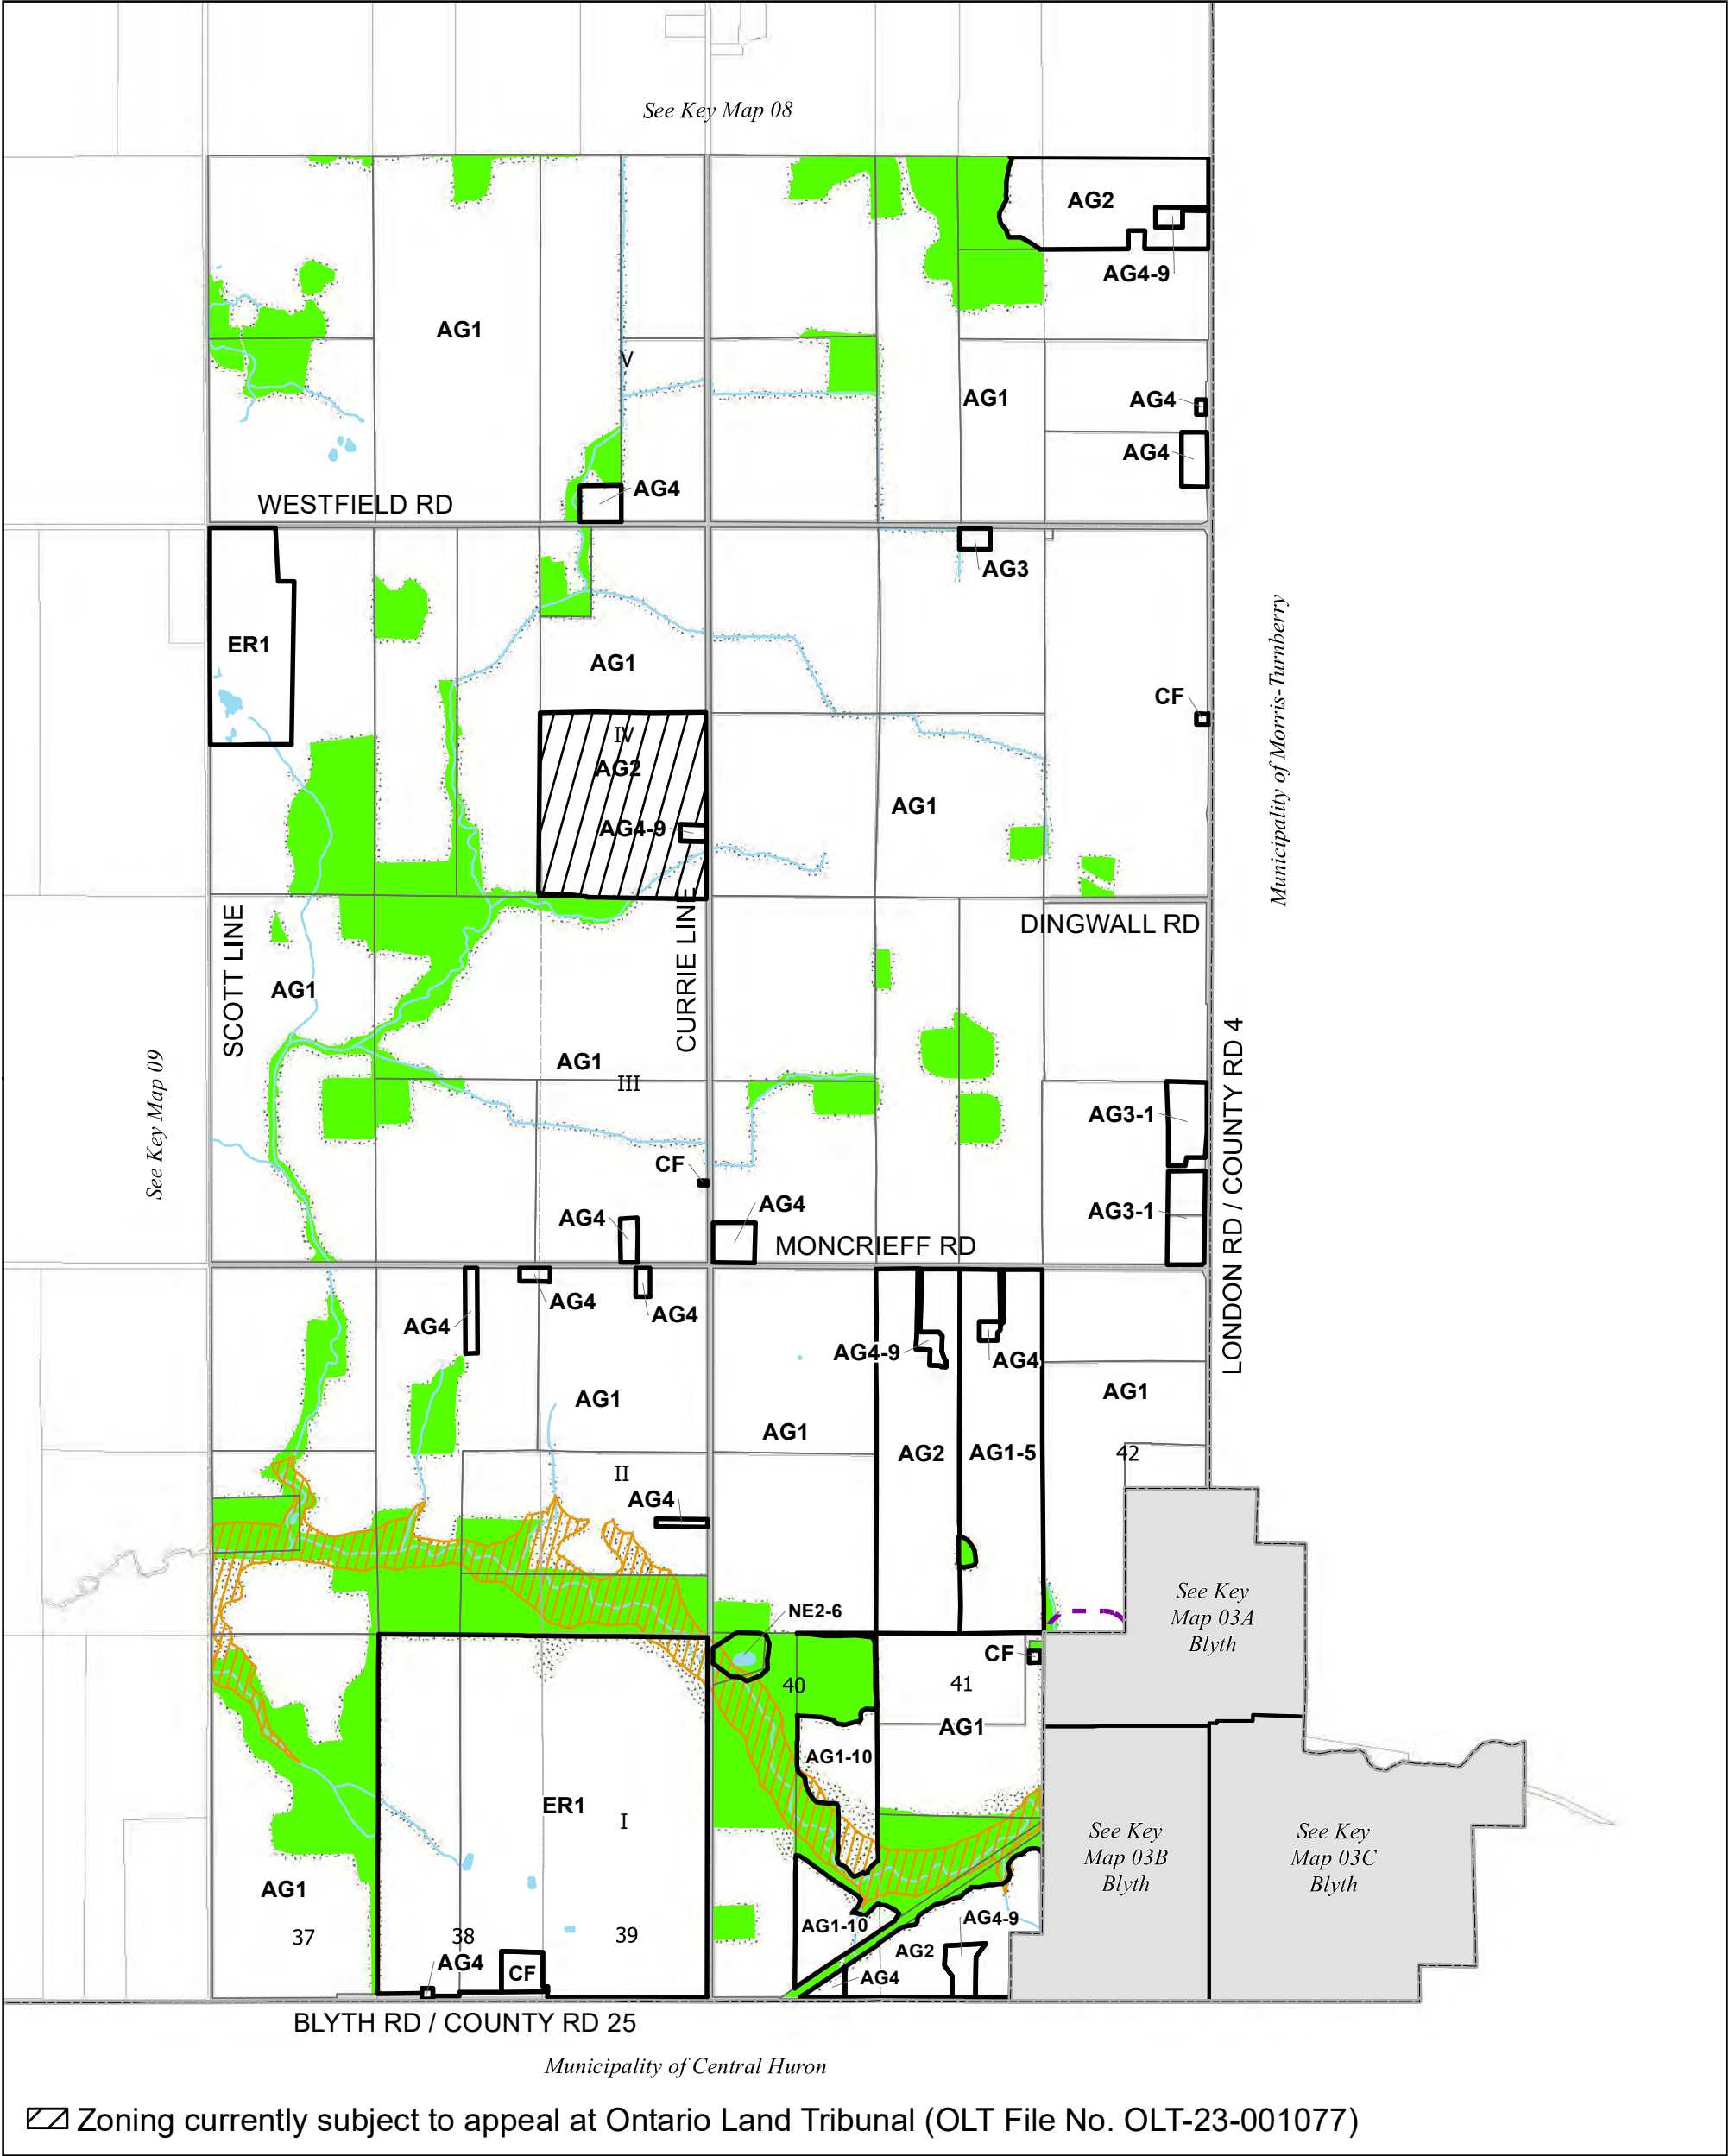 See Key Map 08
AG2
AG4-9
AG1
V
AG1
AG4
AG4
AG4
WESTFIELD RD
AG3
ER1
AG1
CF
Municipality of Morris-Turnberry
IV
AG2
AG1
AG4-9
DINGWALL RD
SCOTT LINE
CURRIE LINE
AG1
LONDON RD / COUNTY RD 4
See Key Map 09
AG1
III
AG3-1
CF
AG4
AG4
AG3-1
MONCRIEFF RD
AG4
AG4
AG4
AG4-9
AG4
AG1
AG1
AG1
AG2
AG1-5
42
II
AG4
See Key
Map 03A
Blyth
NE2-6
CF
40
41
AG1
AG1-10
ER1
I
See Key
Map 03B
Blyth
See Key
Map 03C
Blyth
AG1
37
38
39
AG1-10
AG4-9
AG2
AG4
CF
AG4
BLYTH RD / COUNTY RD 25
Municipality of Central Huron
Zoning currently subject to appeal at Ontario Land Tribunal (OLT File No. OLT-23-001077)